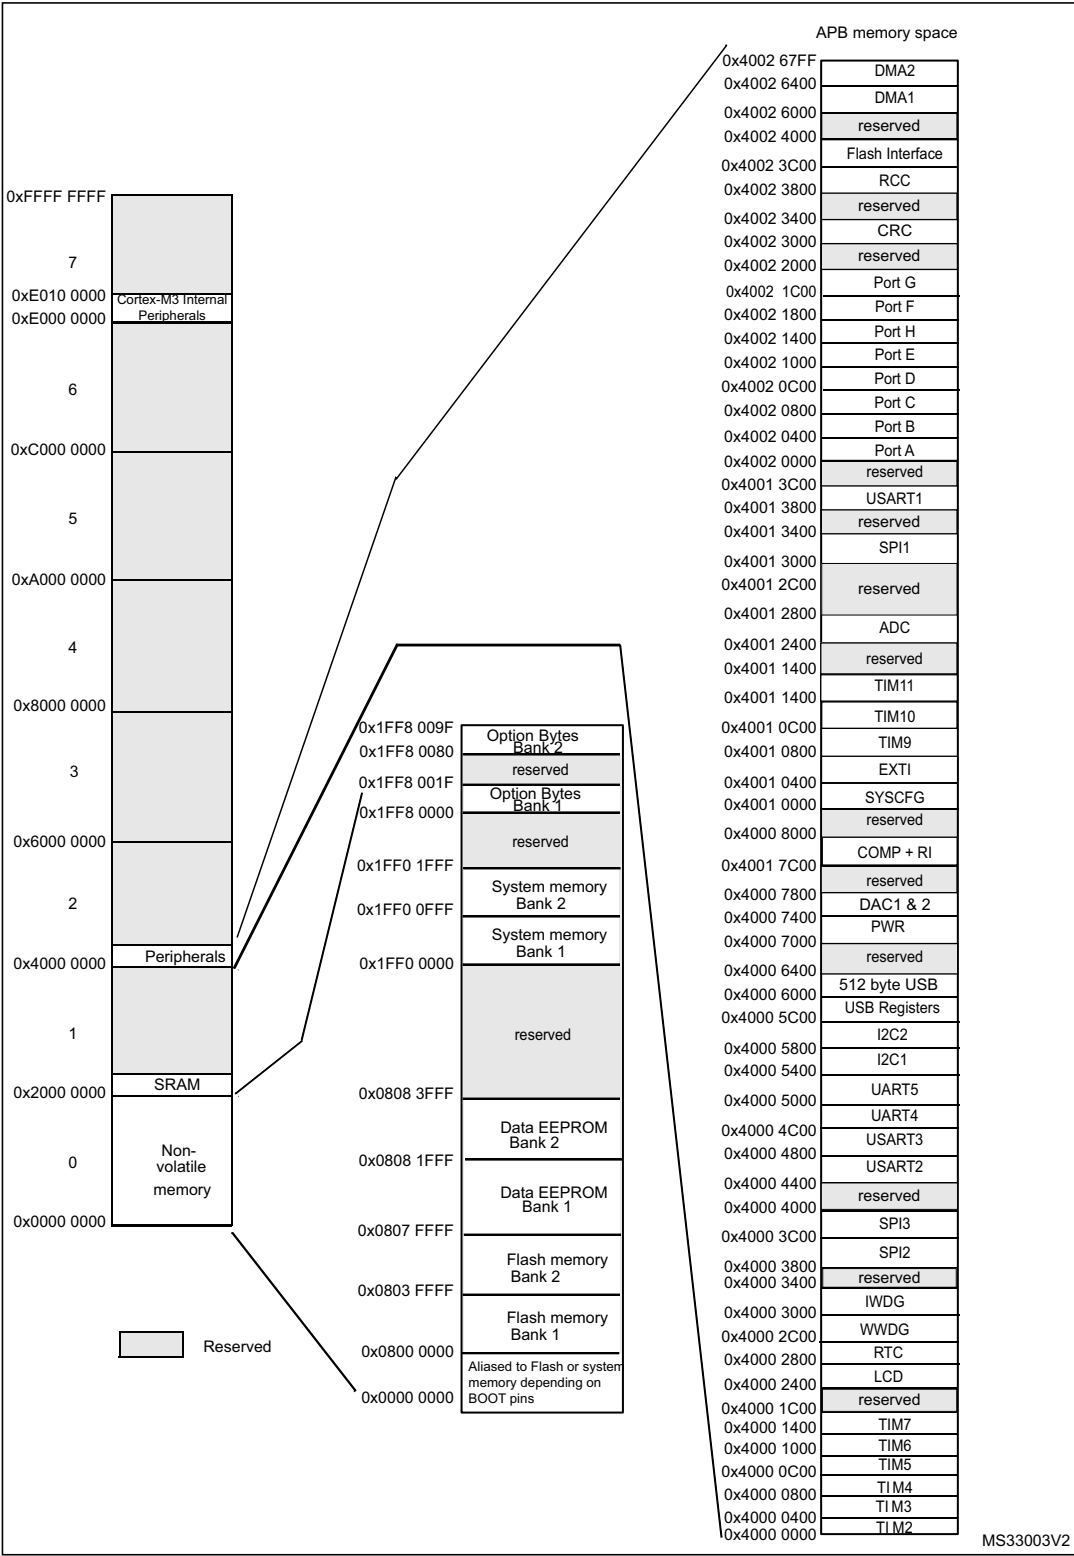 APB memory space
0x4002 67FF
DMA2
0x4002 6400
DMA1
0x4002 6000
reserved
0x4002 4000
Flash Interface
0x4002 3C00
RCC
0x4002 3800
reserved
0x4002 3400
CRC
0x4002 3000
reserved
0x4002 2000
Port G
0x4002 1C00
Port F
0x4002 1800
Port H
0x4002 1400
Port E
0x4002 1000
Port D
0x4002 0C00
Port C
0x4002 0800
Port B
0x4002 0400
Port A
0x4002 0000
reserved
0x4001 3C00
USART1
0x4001 3800
reserved
0x4001 3400
SPI1
0x4001 3000
0x4001 2C00
reserved
0x4001 2800
ADC
0x4001 2400
reserved
0x4001 1400
TIM11
0x4001 1400
TIM10
0x4001 0C00
TIM9
0x4001 0800
EXTI
0x4001 0400
SYSCFG
0x4001 0000
reserved
0x4000 8000
COMP + RI
0x4001 7C00
reserved
0x4000 7800
DAC1 & 2
0x4000 7400
PWR
0x4000 7000
reserved
0x4000 6400
512 byte USB
0x4000 6000
USB Registers
0x4000 5C00
I2C2
0x4000 5800
I2C1
0x4000 5400
UART5
0x4000 5000
UART4
0x4000 4C00
USART3
0x4000 4800
USART2
0x4000 4400
reserved
0x4000 4000
SPI3
0x4000 3C00
SPI2
0x4000 3800
0x4000 3400
reserved
IWDG
0x4000 3000
WWDG
0x4000 2C00
RTC
0x4000 2800
LCD
0x4000 2400
reserved
0x4000 1C00
TIM7
0x4000 1400
TIM6
0x4000 1000
TIM5
0x4000 0C00
TIM4
0x4000 0800
TIM3
0x4000 0400
TIM2
0x4000 0000
0xFFFF FFFF
7
0xE010 0000
Cortex-M3 Internal
Peripherals
0xE000 0000
6
0xC000 0000
5
0xA000 0000
4
0x8000 0000
3
0x6000 0000
2
Peripherals
0x4000 0000
1
SRAM
0x2000 0000
0
Non-
volatile
memory
0x0000 0000
Reserved
0x1FF8 009F
Option Bytes
Bank 2
0x1FF8 0080
reserved
0x1FF8 001F
Option Bytes
Bank 1
0x1FF8 0000
reserved
0x1FF0 1FFF
System memory
Bank 2
0x1FF0 0FFF
System memory
Bank 1
0x1FF0 0000
reserved
0x0808 3FFF
Data EEPROM
Bank 2
0x0808 1FFF
Data EEPROM
Bank 1
0x0807 FFFF
Flash memory
Bank 2
0x0803 FFFF
Flash memory
Bank 1
0x0800 0000
Aliased to Flash or system
memory depending on
BOOT pins
0x0000 0000
MS33003V2